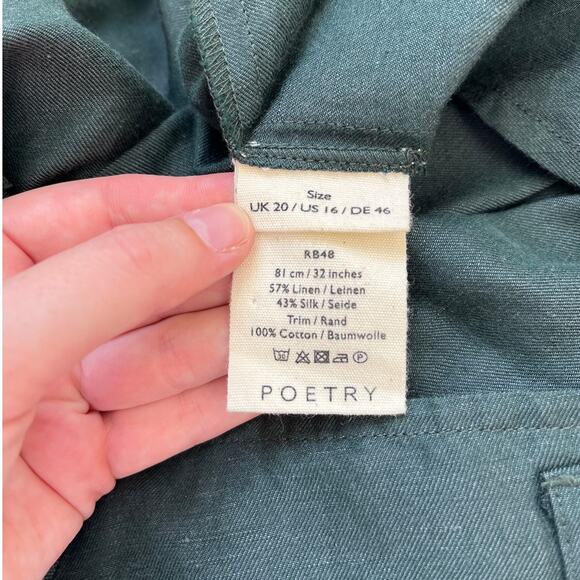 Size
UK 20 / US 16 / DE 46
RB48
81 cm / 32 inches
57% Linen / Leinen
43% Silk / Seide
Trim / Rand
100% Cotton / Baumwolle
30 P
POETRY